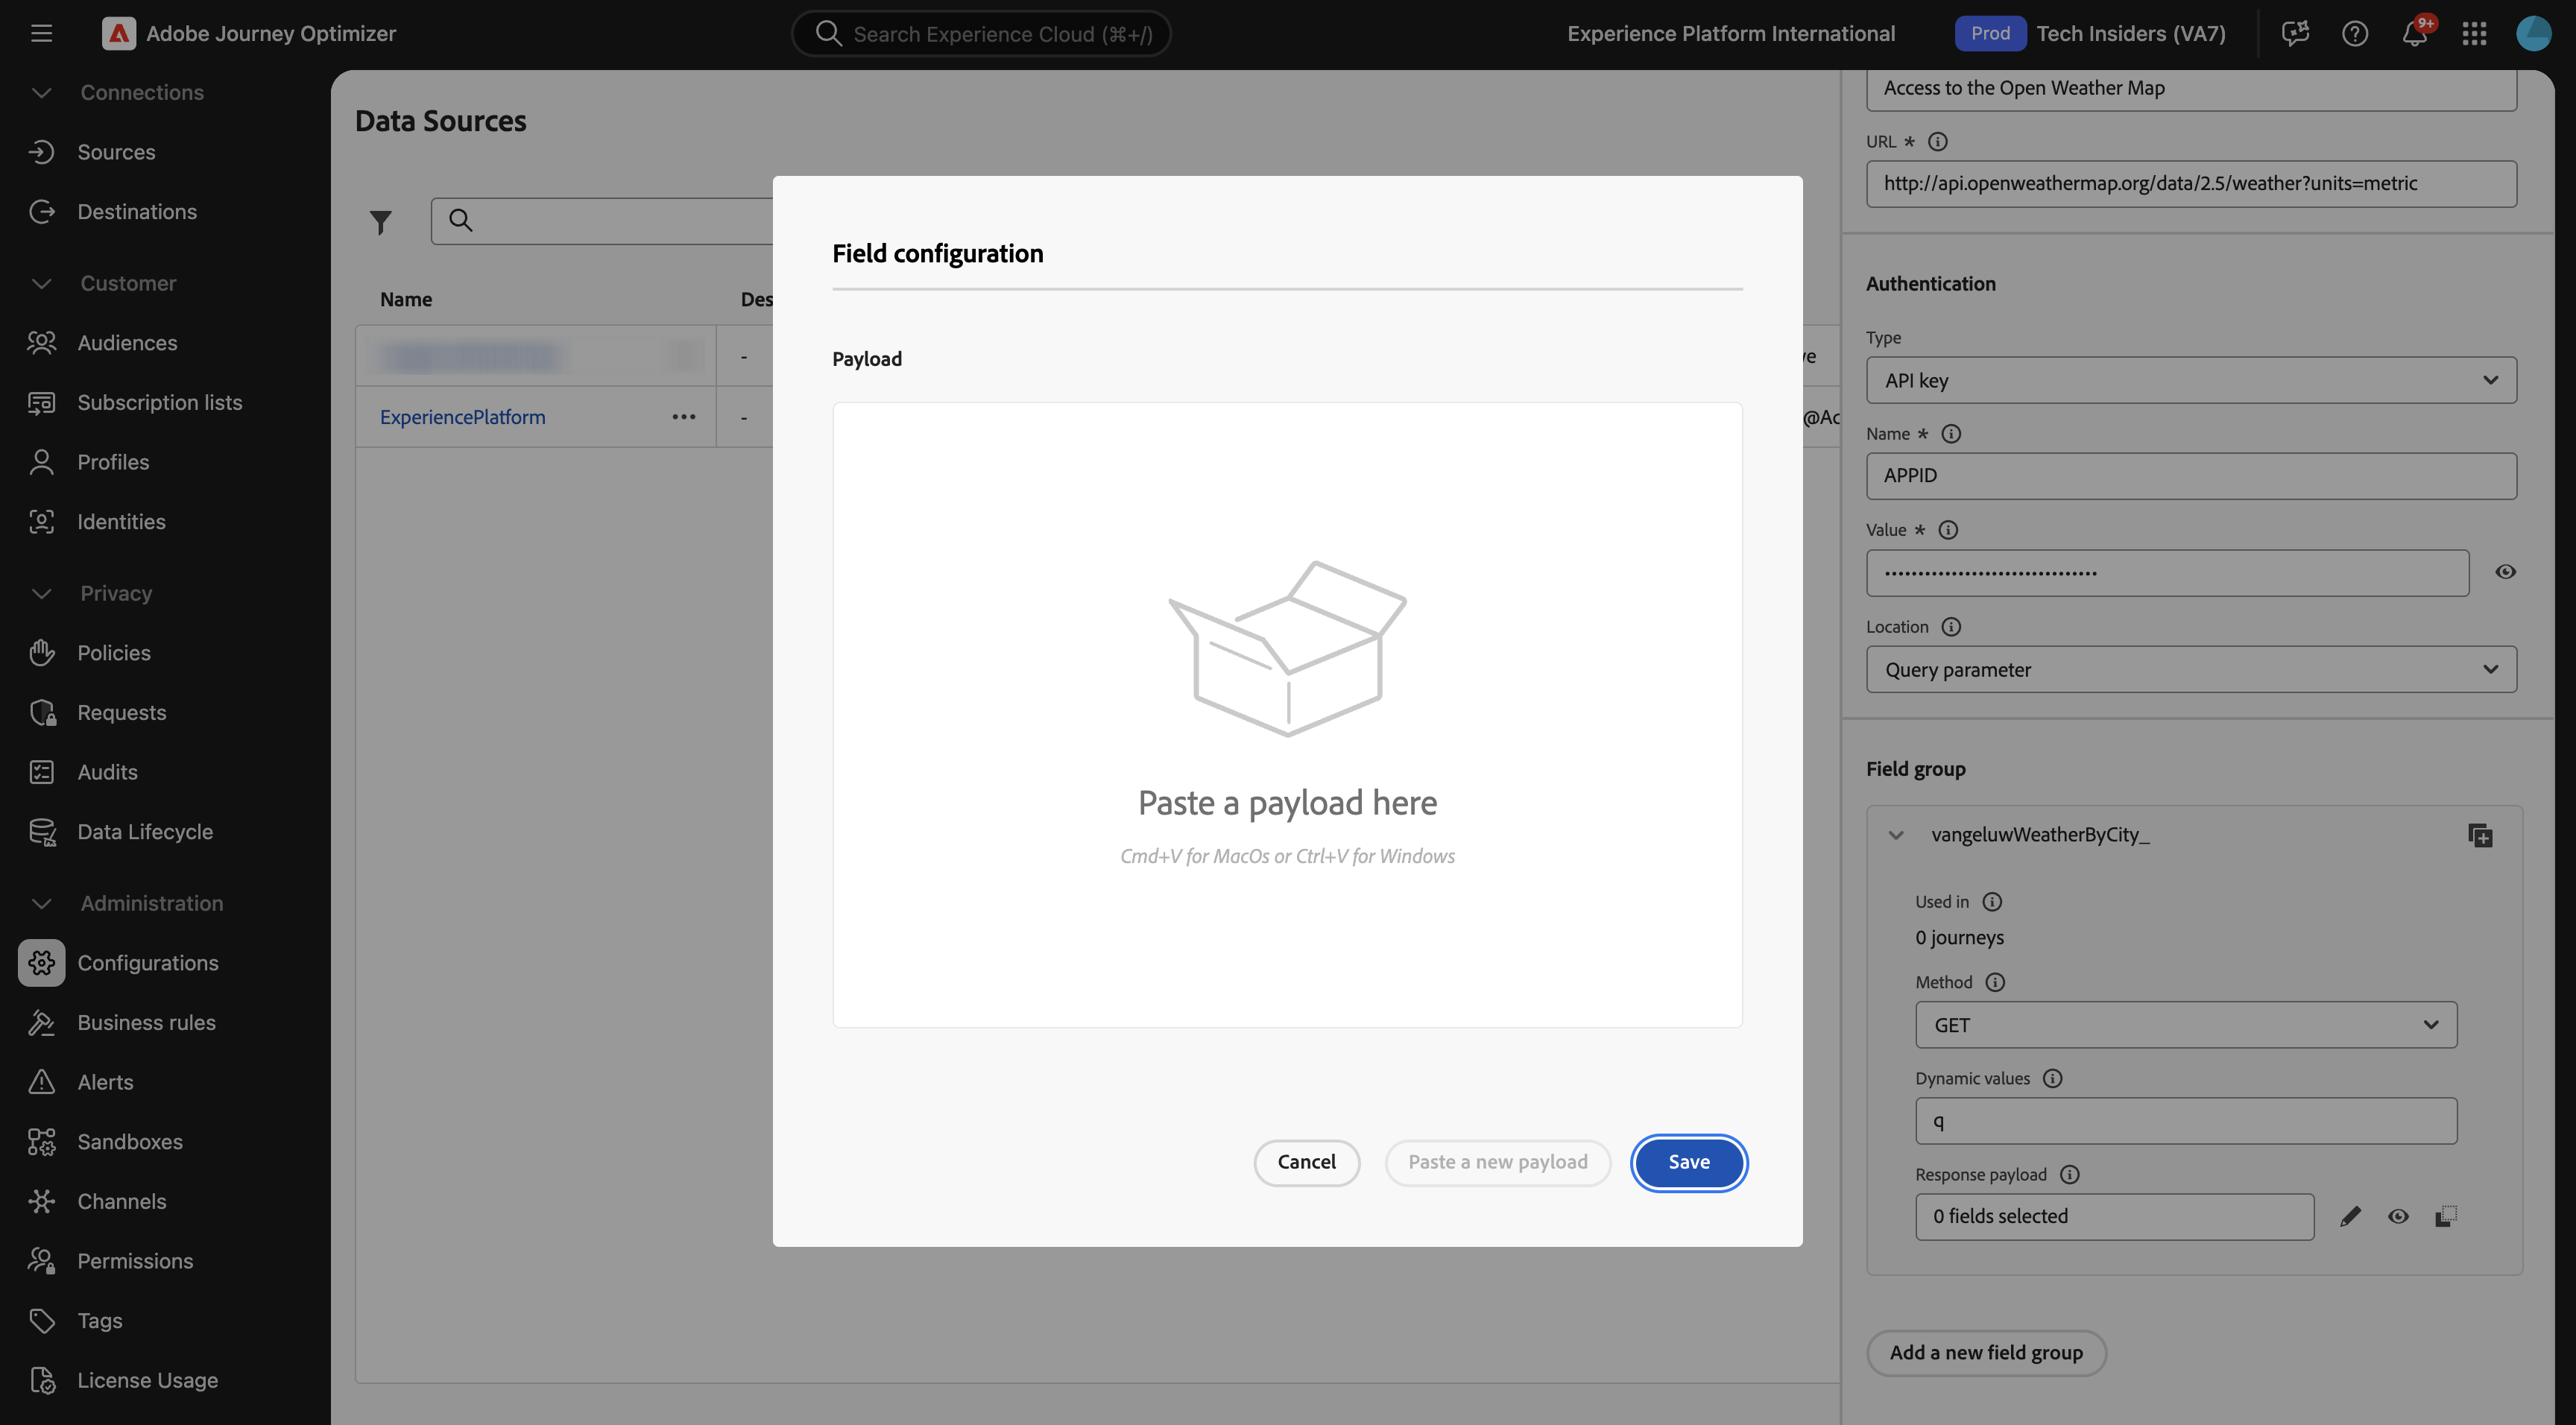 Adobe Journey Optimizer
Search Experience Cloud (⌘+/)
Experience Platform International
Prod
Tech Insiders (VA7)
9+
Connections
Sources
Destinations
Customer
Audiences
Subscription lists
Profiles
Identities
Privacy
Policies
Requests
Audits
Data Lifecycle
Administration
Configurations
Business rules
Alerts
Sandboxes
Channels
Permissions
Tags
License Usage
Data Sources
Name
Des
-
ve
ExperiencePlatform
-
@Ac
Field configuration
Payload
Paste a payload here
Cmd+V for MacOs or Ctrl+V for Windows
Cancel
Paste a new payload
Save
Access to the Open Weather Map
URL *
http://api.openweathermap.org/data/2.5/weather?units=metric
Authentication
Type
API key
Name *
APPID
Value *
Location
Query parameter
Field group
vangeluwWeatherByCity_
Used in
0 journeys
Method
GET
Dynamic values
q
Response payload
0 fields selected
Add a new field group